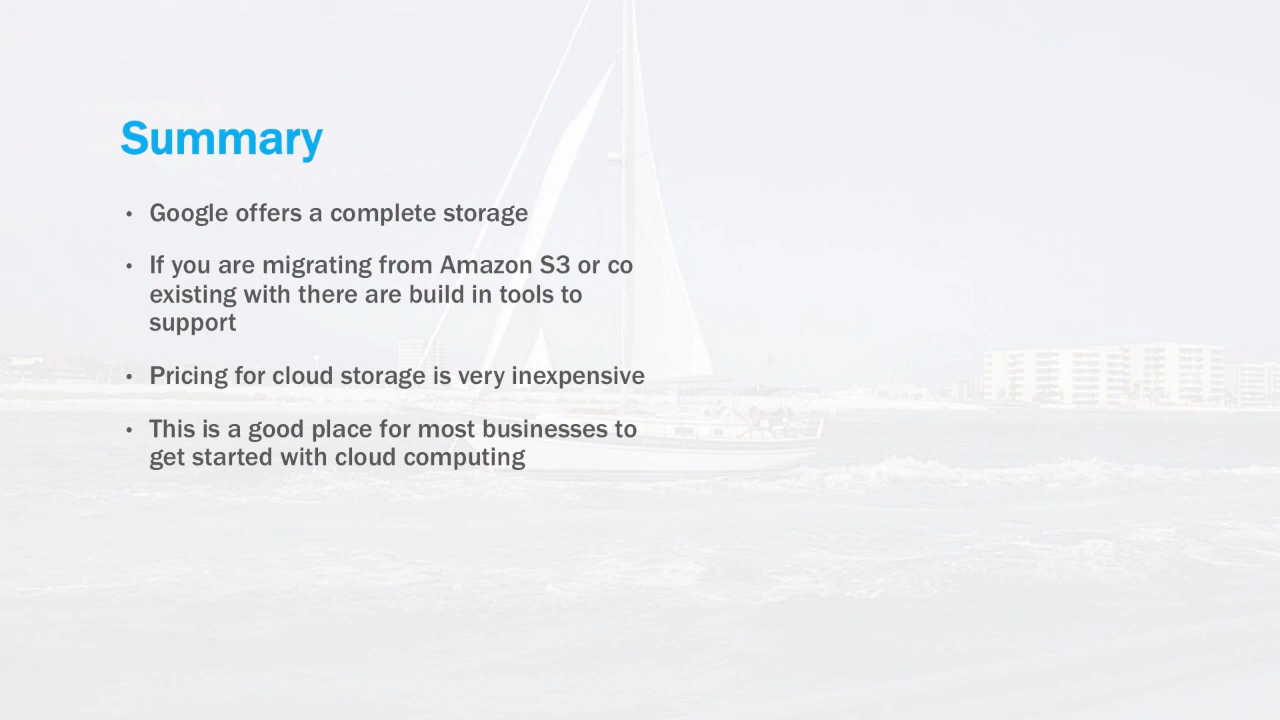 Summary
• Google offers a complete storage
• If you are migrating from Amazon S3 or co
existing with there are build in tools to
support
• Pricing for cloud storage is very inexpensive
• This is a good place for most businesses to
get started with cloud computing